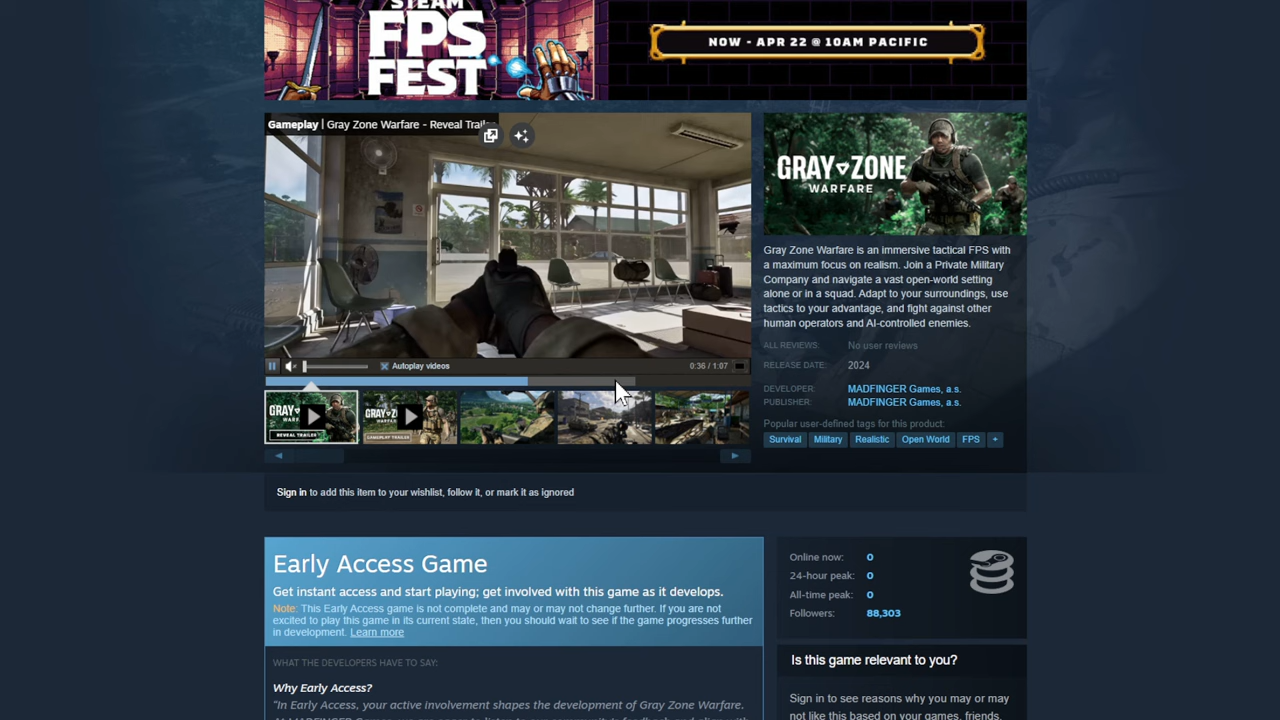 STEAM
FPS
FEST
NOW - APR 22 @ 10AM PACIFIC
Gameplay | Gray Zone Warfare - Reveal Trail
GRAY ZONE
WARFARE
Gray Zone Warfare is an immersive tactical FPS with
a maximum focus on realism. Join a Private Military
Company and navigate a vast open-world setting
alone or in a squad. Adapt to your surroundings, use
tactics to your advantage, and fight against other
human operators and AI-controlled enemies.
ALL REVIEWS: No user reviews
RELEASE DATE: 2024
DEVELOPER: MADFINGER Games, a.s.
PUBLISHER: MADFINGER Games, a.s.
Popular user-defined tags for this product:
Survival Military Realistic Open World FPS +
Autoplay videos 0:36 / 1:07
REVEAL TRAILER
GAMEPLAY TRAILER
Sign in to add this item to your wishlist, follow it, or mark it as ignored
Early Access Game
Get instant access and start playing; get involved with this game as it develops.
Note: This Early Access game is not complete and may or may not change further. If you are not
excited to play this game in its current state, then you should wait to see if the game progresses further
in development. Learn more
WHAT THE DEVELOPERS HAVE TO SAY:
Why Early Access?
"In Early Access, your active involvement shapes the development of Gray Zone Warfare.
Online now: 0
24-hour peak: 0
All-time peak: 0
Followers: 88,303
Is this game relevant to you?
Sign in to see reasons why you may or may
not like this based on your games, friends,